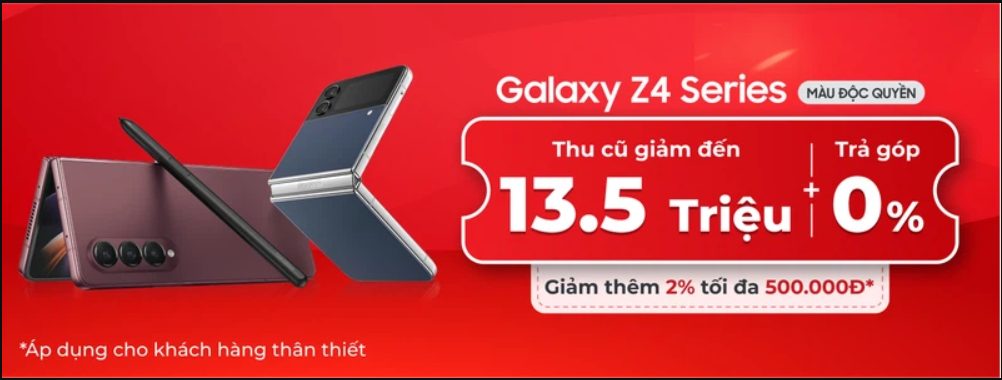 Galaxy Z4 Series MÀU ĐỘC QUYỀN
Thu cũ giảm đến
13.5 Triệu
+
Trả góp
0%
Giảm thêm 2% tối đa 500.000Đ*
*Áp dụng cho khách hàng thân thiết